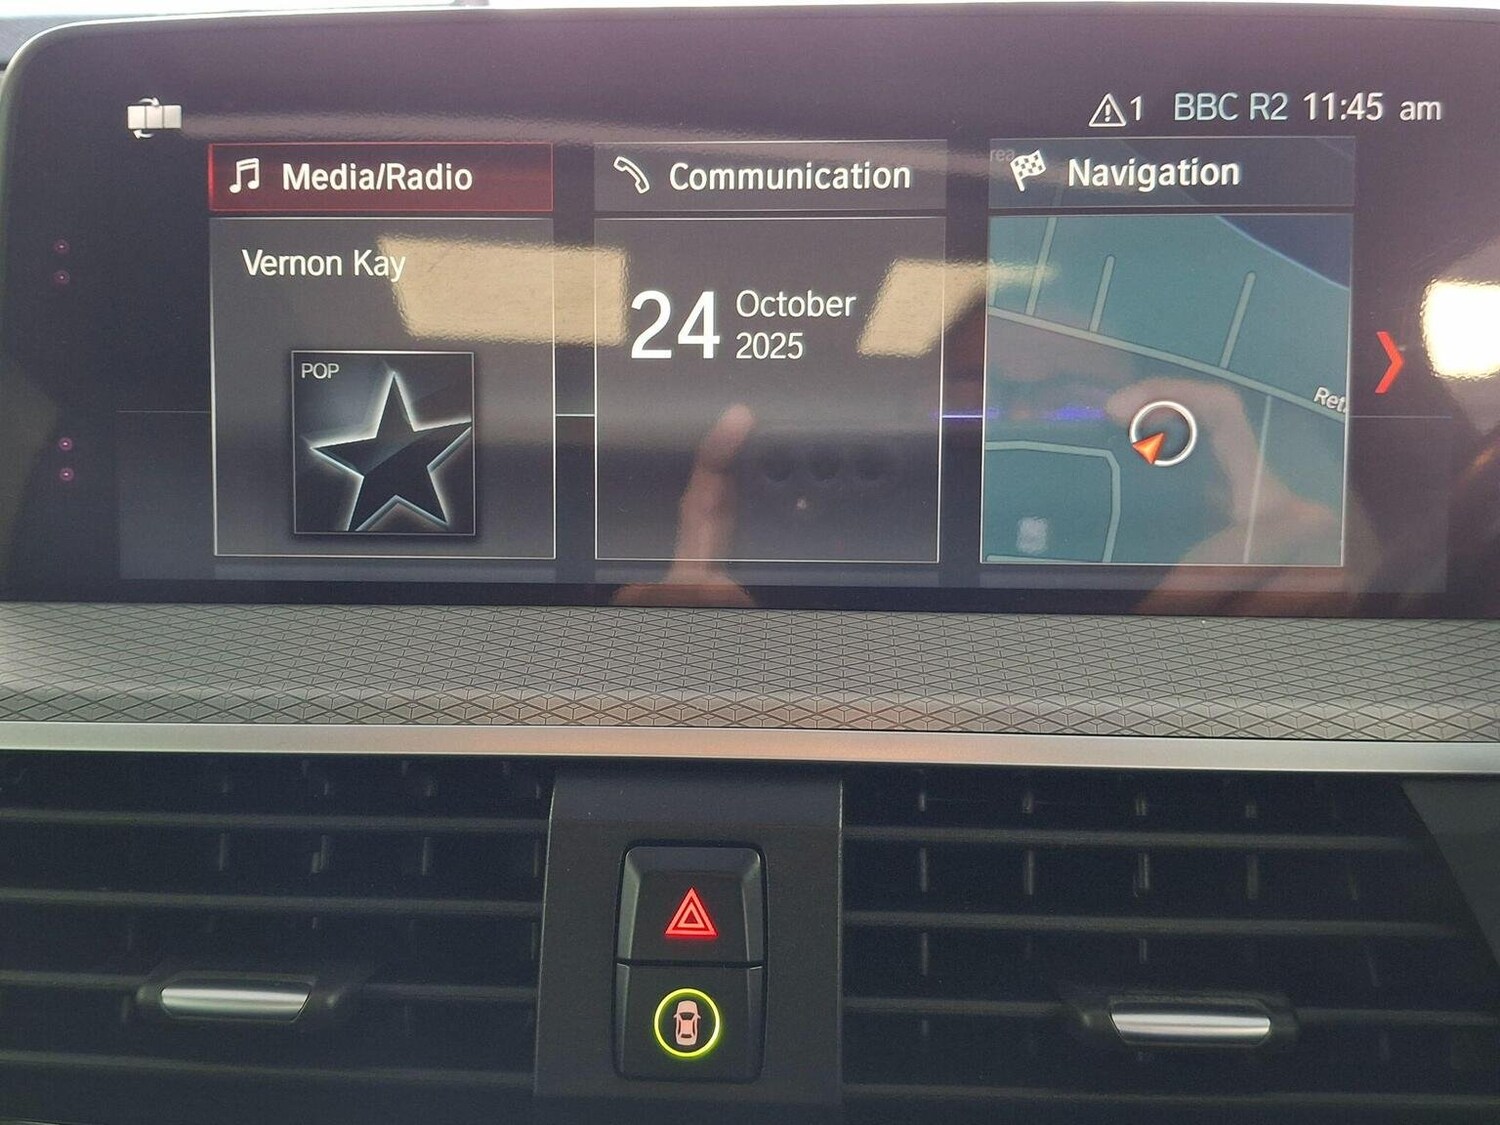 1 BBC R2 11:45 am
Media/Radio
Communication
Navigation
Vernon Kay
24 October
2025
POP